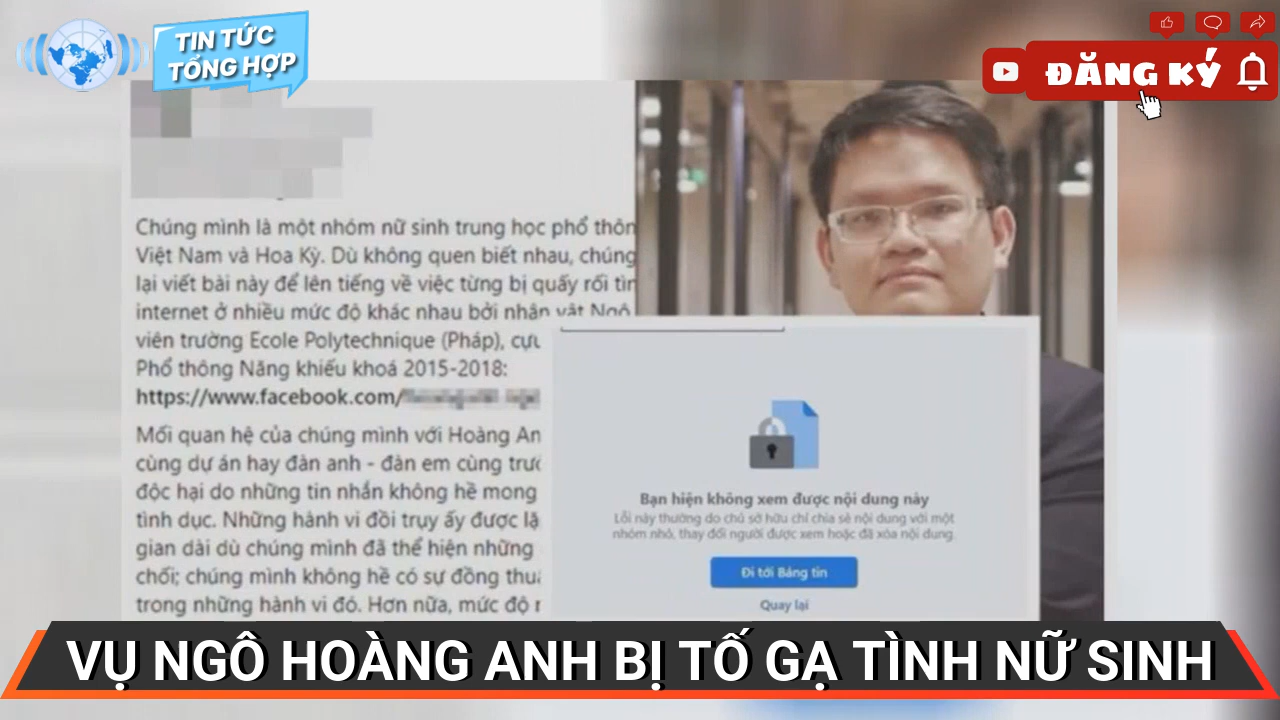 TIN TỨC
TỔNG HỢP
ĐĂNG KÝ
Chúng mình là một nhóm nữ sinh trung học phổ thôn
Việt Nam và Hoa Kỳ. Dù không quen biết nhau, chúng
lại viết bài này để lên tiếng về việc từng bị quấy rối tìn
internet ở nhiều mức độ khác nhau bởi nhân vật Ngô
viên trường Ecole Polytechnique (Pháp), cựu
Phổ thông Năng khiếu khoá 2015-2018:
https://www.facebook.com/
Mối quan hệ của chúng mình với Hoàng An
cùng dự án hay đàn anh - đàn em cùng trườ
độc hại do những tin nhắn không hề mong
tình dục. Những hành vi đồi trụy ấy được lặ
gian dài dù chúng mình đã thể hiện những
chối; chúng mình không hề có sự đồng thuậ
trong những hành vi đó. Hơn nữa, mức độ
Bạn hiện không xem được nội dung này
Lỗi này thường do chủ sở hữu chỉ chia sẻ nội dung với một
nhóm nhỏ, thay đổi người được xem hoặc đã xóa nội dung.
Đi tới Bảng tin
Quay lại
VỤ NGÔ HOÀNG ANH BỊ TỐ GẠ TÌNH NỮ SINH